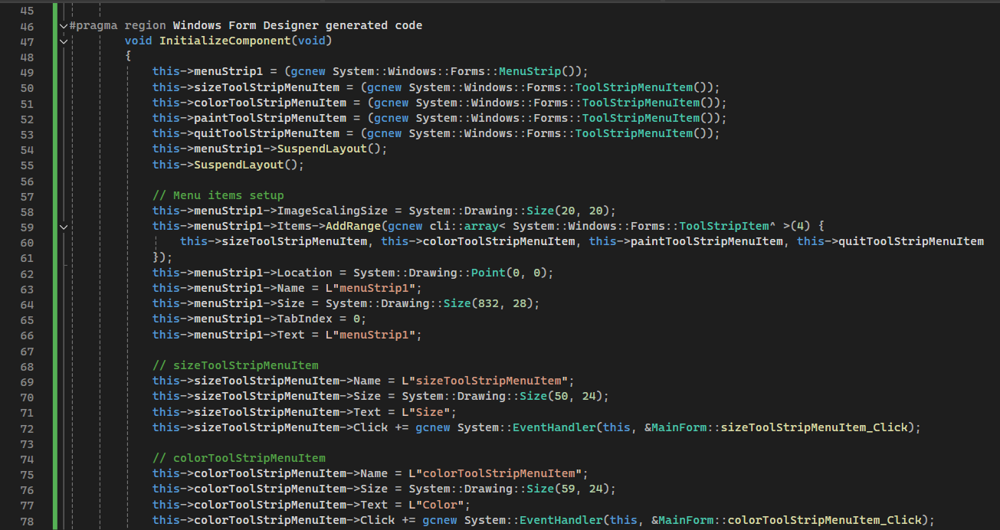 45
46 #pragma region Windows Form Designer generated code
47 void InitializeComponent(void)
48 {
49 this->menuStrip1 = (gcnew System::Windows::Forms::MenuStrip());
50 this->sizeToolStripMenuItem = (gcnew System::Windows::Forms::ToolStripMenuItem());
51 this->colorToolStripMenuItem = (gcnew System::Windows::Forms::ToolStripMenuItem());
52 this->paintToolStripMenuItem = (gcnew System::Windows::Forms::ToolStripMenuItem());
53 this->quitToolStripMenuItem = (gcnew System::Windows::Forms::ToolStripMenuItem());
54 this->menuStrip1->SuspendLayout();
55 this->SuspendLayout();
56
57 // Menu items setup
58 this->menuStrip1->ImageScalingSize = System::Drawing::Size(20, 20);
59 this->menuStrip1->Items->AddRange(gcnew cli::array< System::Windows::Forms::ToolStripItem^ >(4) {
60 this->sizeToolStripMenuItem, this->colorToolStripMenuItem, this->paintToolStripMenuItem, this->quitToolStripMenuItem
61 });
62 this->menuStrip1->Location = System::Drawing::Point(0, 0);
63 this->menuStrip1->Name = L"menuStrip1";
64 this->menuStrip1->Size = System::Drawing::Size(832, 28);
65 this->menuStrip1->TabIndex = 0;
66 this->menuStrip1->Text = L"menuStrip1";
67
68 // sizeToolStripMenuItem
69 this->sizeToolStripMenuItem->Name = L"sizeToolStripMenuItem";
70 this->sizeToolStripMenuItem->Size = System::Drawing::Size(50, 24);
71 this->sizeToolStripMenuItem->Text = L"Size";
72 this->sizeToolStripMenuItem->Click += gcnew System::EventHandler(this, &MainForm::sizeToolStripMenuItem_Click);
73
74 // colorToolStripMenuItem
75 this->colorToolStripMenuItem->Name = L"colorToolStripMenuItem";
76 this->colorToolStripMenuItem->Size = System::Drawing::Size(59, 24);
77 this->colorToolStripMenuItem->Text = L"Color";
78 this->colorToolStripMenuItem->Click += gcnew System::EventHandler(this, &MainForm::colorToolStripMenuItem_Click);